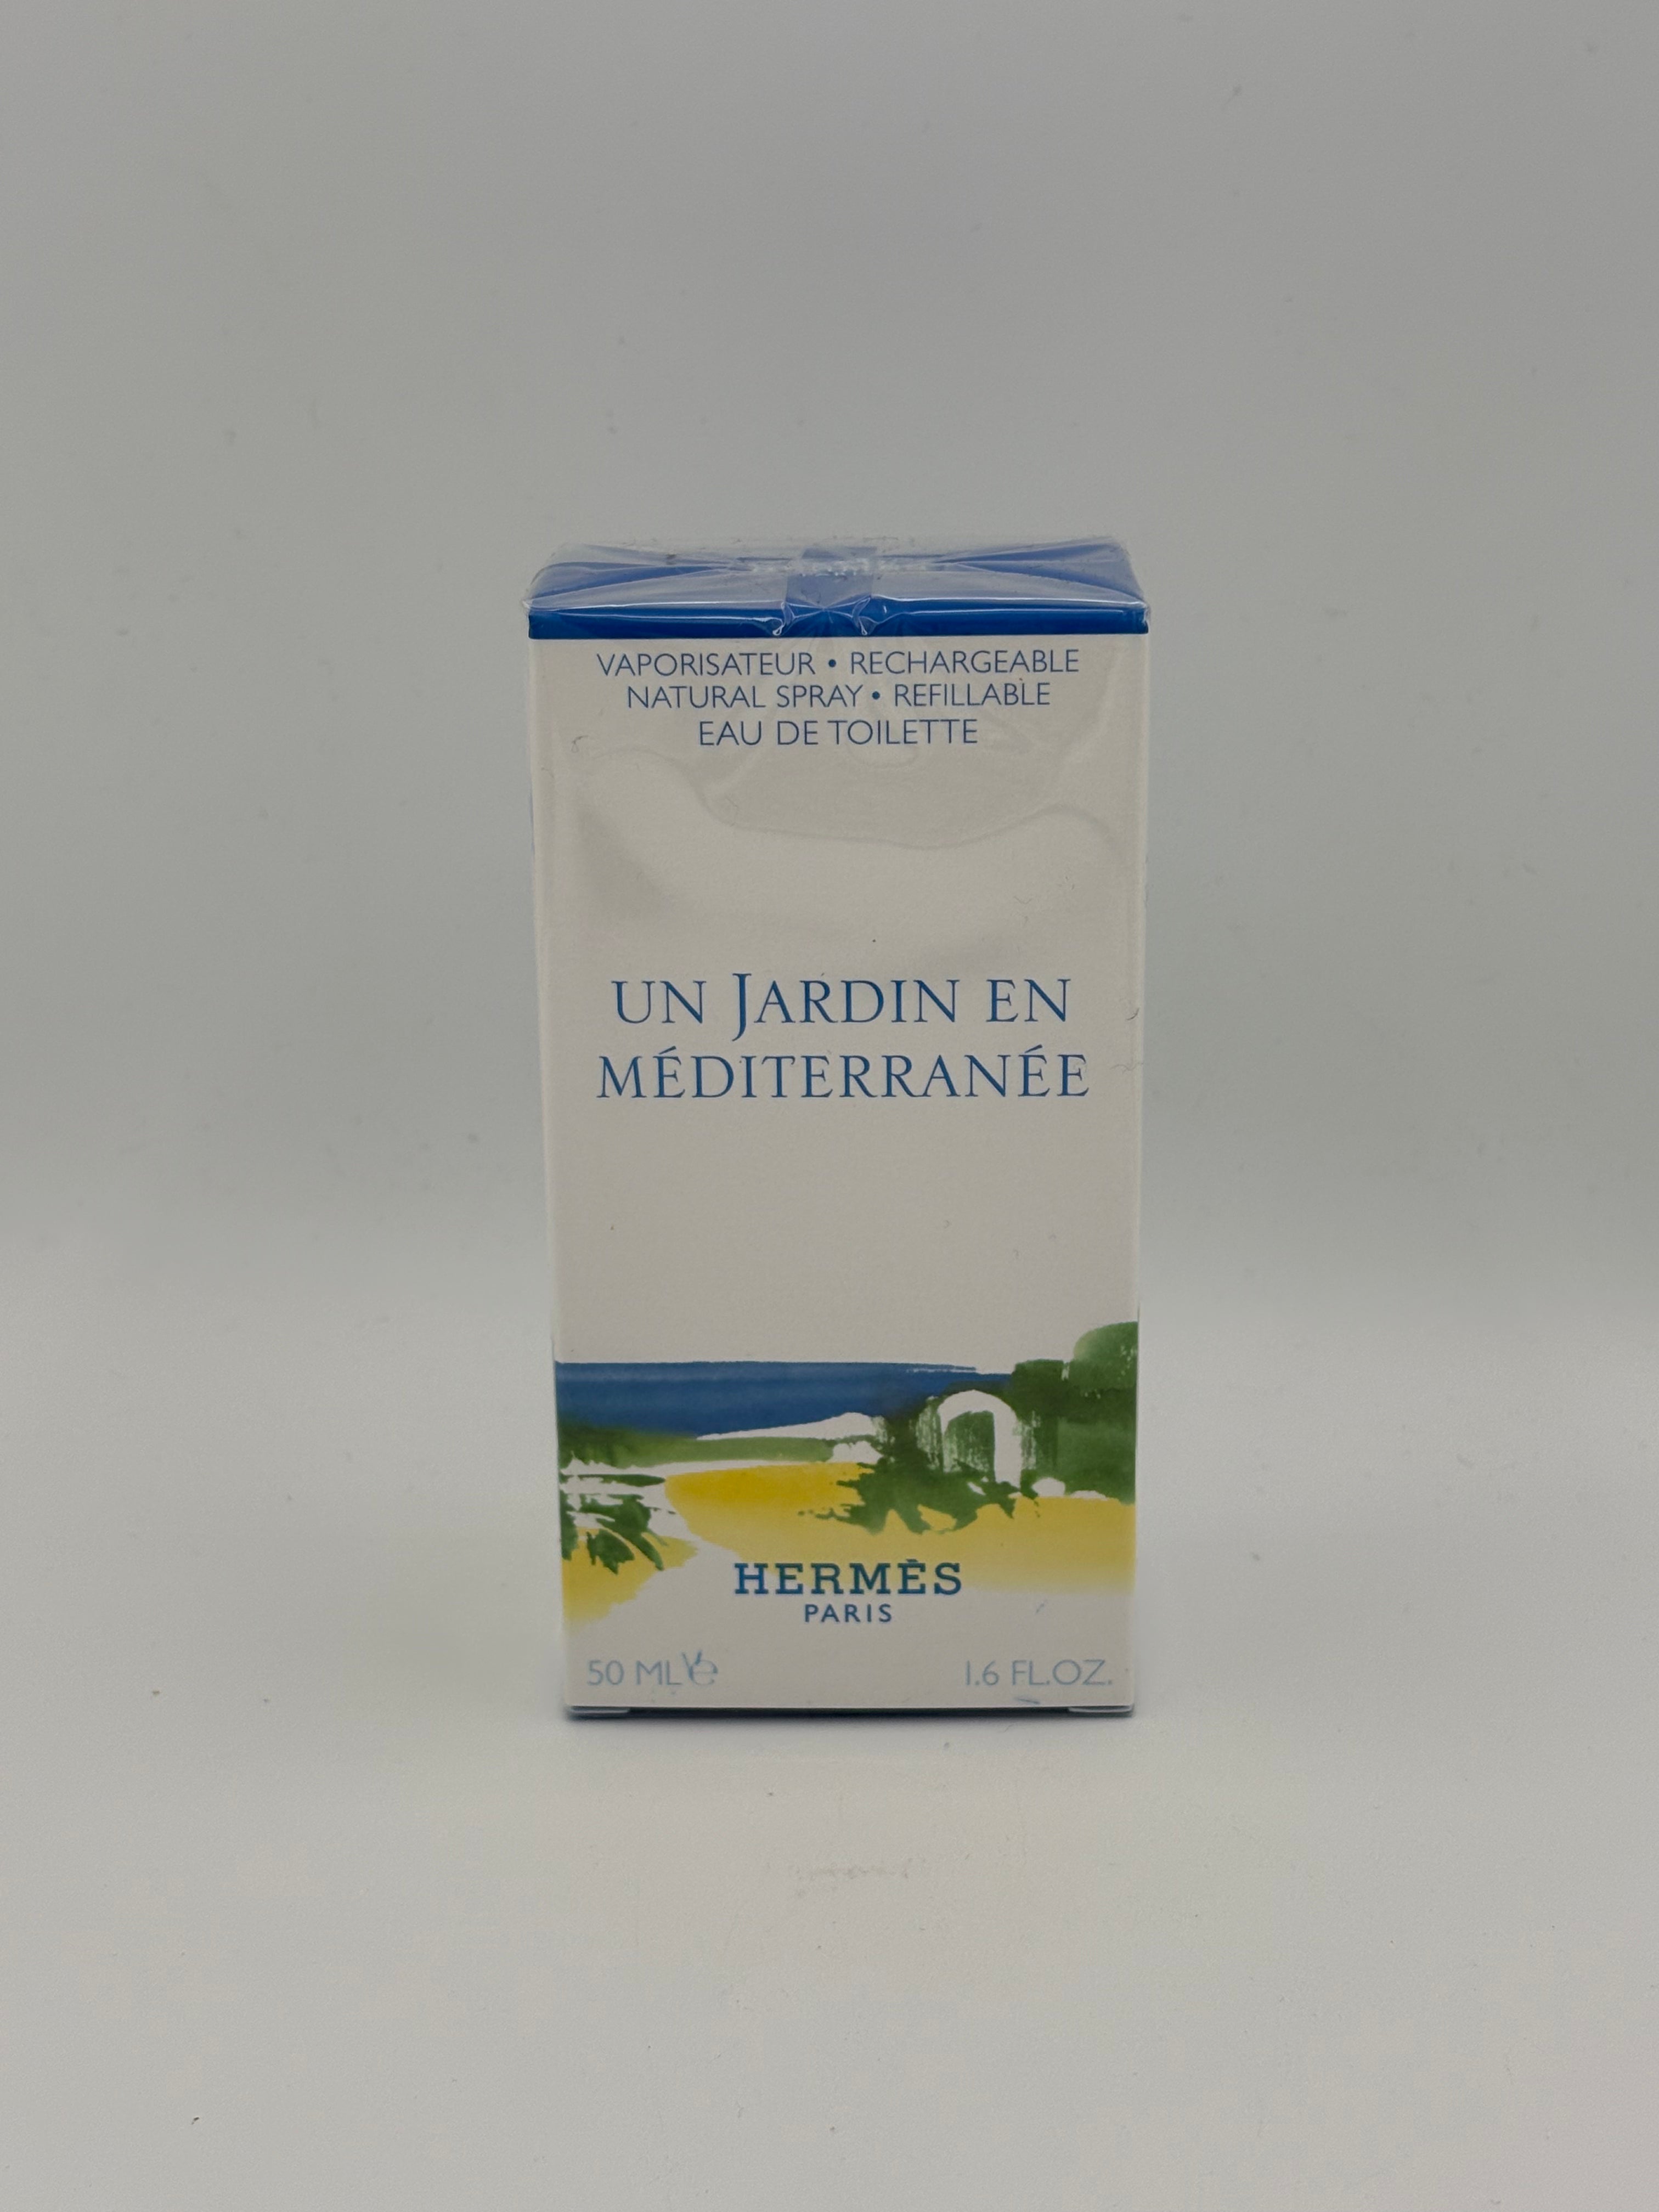 VAPORISATEUR • RECHARGEABLE
NATURAL SPRAY • REFILLABLE
EAU DE TOILETTE
UN JARDIN EN
MÉDITERRANÉE
HERMÈS
PARIS
50 ML ℮ 1.6 FL.OZ.